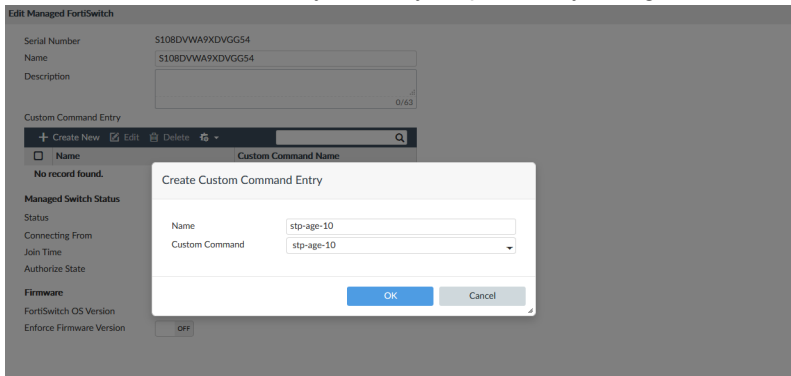 Edit Managed FortiSwitch
Serial Number S108DVWA9XDVGG54
Name S108DVWA9XDVGG54
Description
0/63
Custom Command Entry
Create New Edit Delete
Name Custom Command Name
No record found.
Create Custom Command Entry
Managed Switch Status
Status
Name stp-age-10
Connecting From
Custom Command stp-age-10
Join Time
Authorize State
Firmware
OK Cancel
FortiSwitch OS Version
Enforce Firmware Version OFF